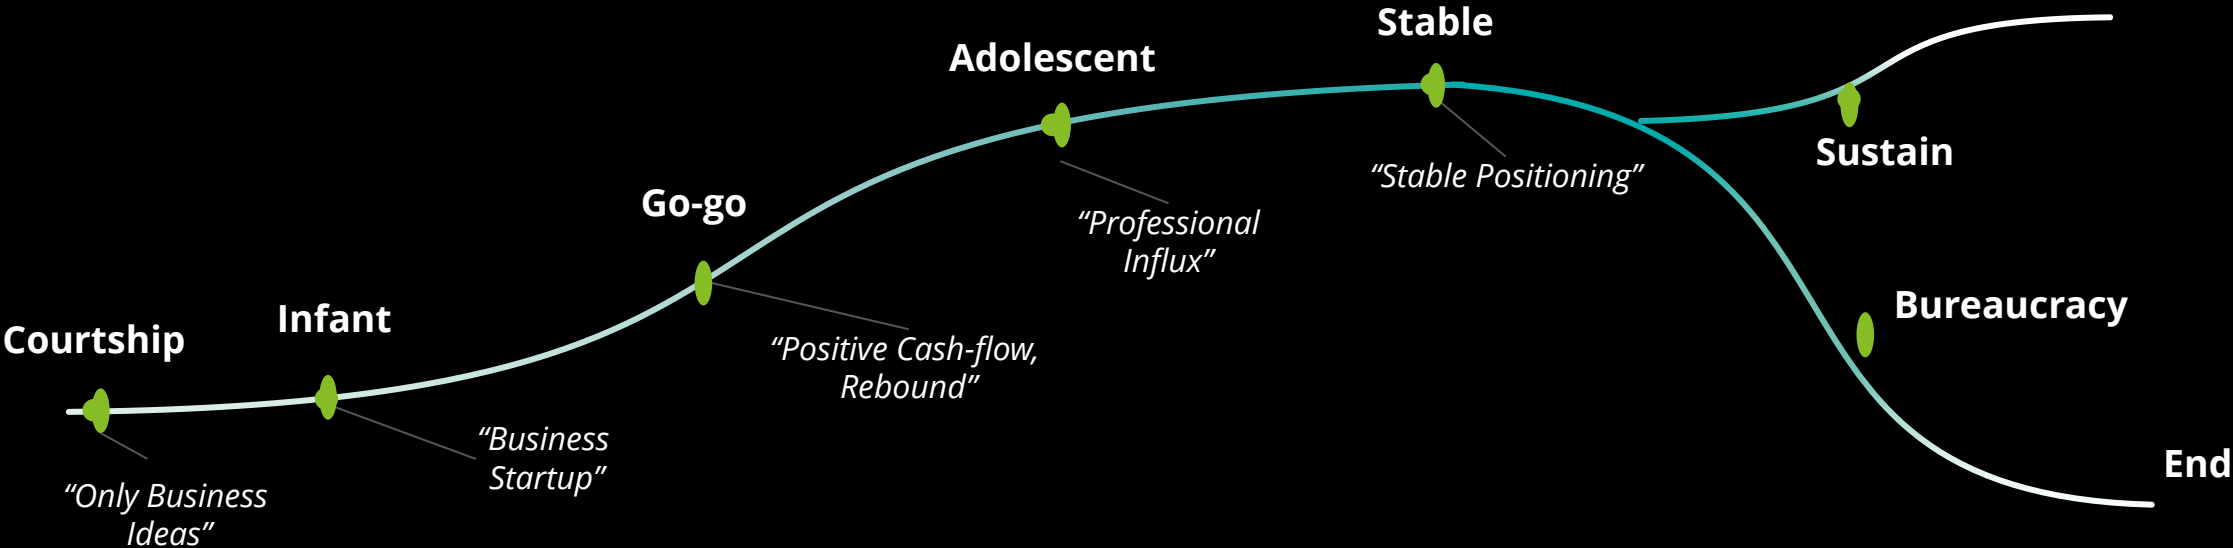 Courtship
“Only Business
Ideas”
Infant
“Business
Startup”
Go-go
“Positive Cash-flow,
Rebound”
Adolescent
“Professional
Influx”
Stable
“Stable Positioning”
Sustain
Bureaucracy
End